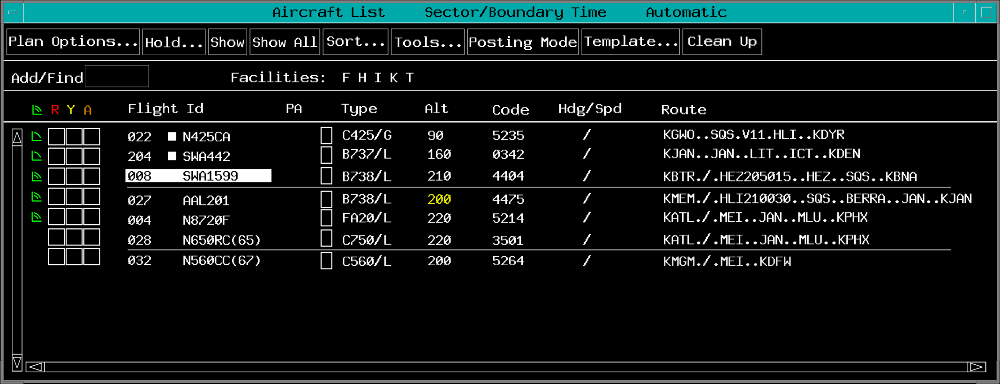 Aircraft List Sector/Boundary Time Automatic
Plan Options... Hold... Show Show All Sort... Tools... Posting Mode Template... Clean Up
Add/Find Facilities: F H I K T
R Y A Flight Id PA Type Alt Code Hdg/Spd Route
022 N425CA C425/G 90 5235 / KGWO..SQS.V11.HLI..KDYR
204 SWA442 B737/L 160 0342 / KJAN..JAN..LIT..ICT..KDEN
008 SWA1599 B738/L 210 4404 / KBTR./.HEZ205015..HEZ..SQS..KBNA
027 AAL201 B738/L 200 4475 / KMEM./.HLI210030..SQS..BERRA..JAN..KJAN
004 N8720F FA20/L 220 5214 / KATL./.MEI..JAN..MLU..KPHX
028 N650RC(65) C750/L 220 3501 / KATL./.MEI..JAN..MLU..KPHX
032 N560CC(67) C560/L 200 5264 / KMGM./.MEI..KDFW